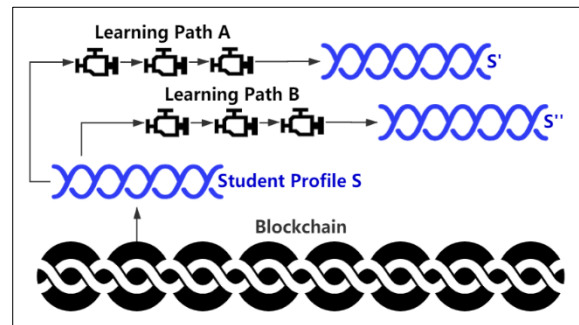 Learning Path A
S'
Learning Path B
S''
Student Profile S
Blockchain